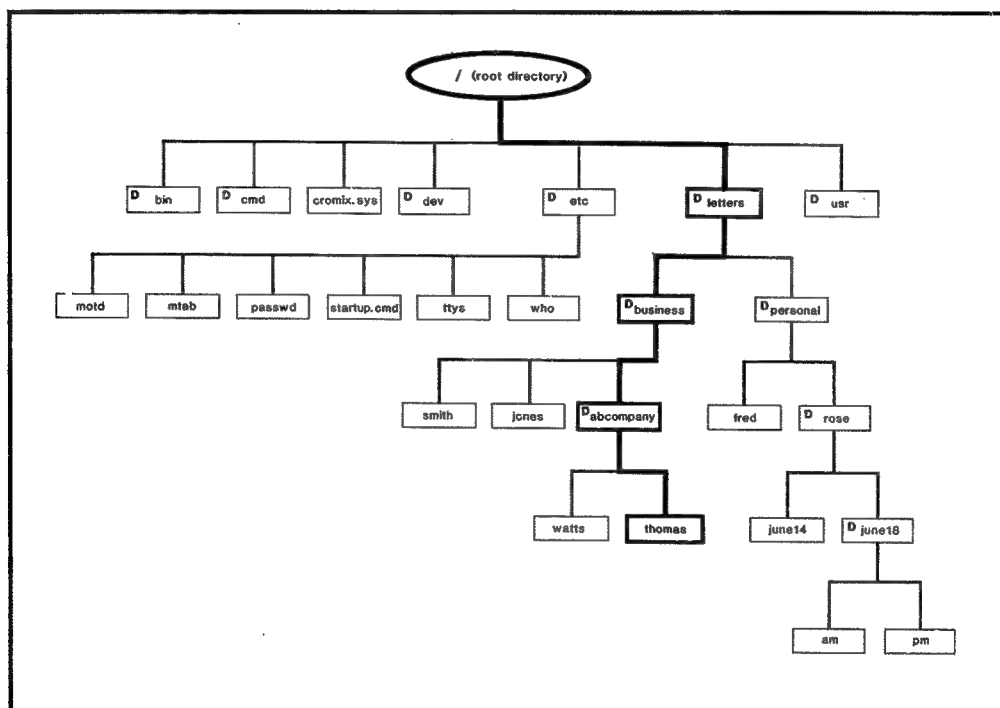 / (root directory)
D bin
D cmd
cromix.sys
D dev
D etc
D letters
D usr
motd
mtab
passwd
startup.cmd
ttys
who
D business
D personal
smith
jones
D abcompany
fred
D rose
watts
thomas
june14
D june18
am
pm